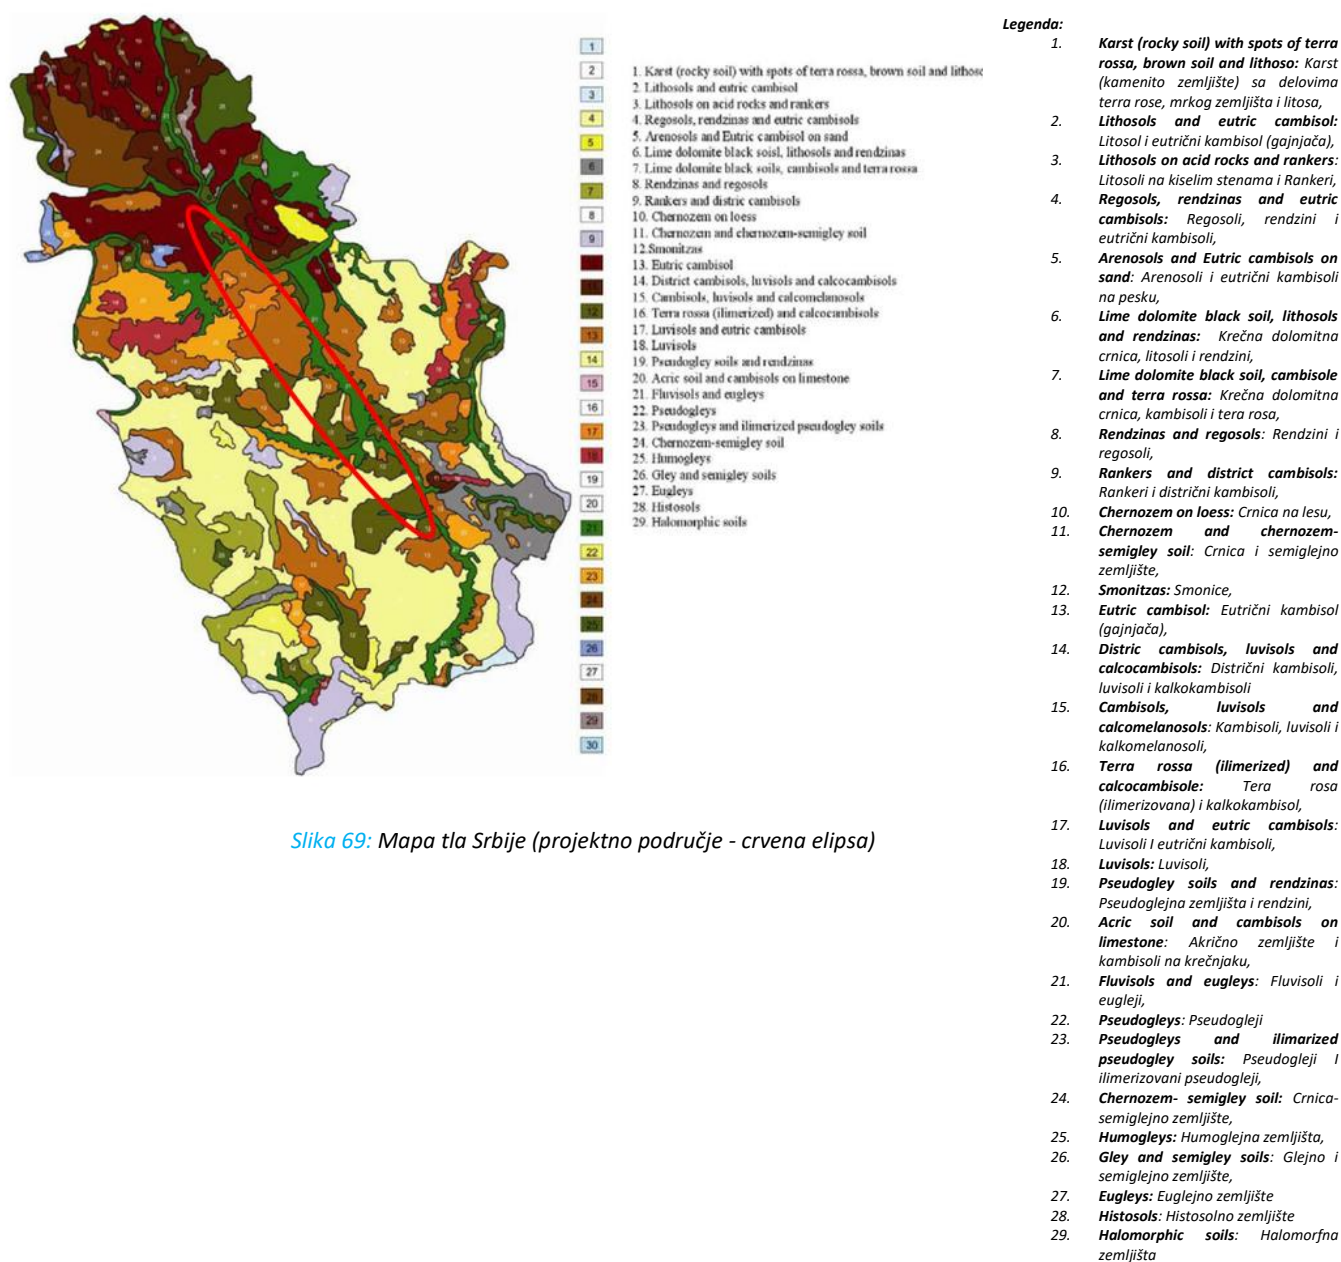 1
2
3
4
5
6
7
8
9
12
13
14
15
16
17
18
19
20
21
22
23
24
25
26
27
28
29
30
1. Karst (rocky soil) with spots of terra rossa, brown soil and lithoso
2. Lithosols and eutric cambisol
3. Lithosols on acid rocks and rankers
4. Regosols, rendzinas and eutric cambisols
5. Arenosols and Eutric cambisol on sand
6. Lime dolomite black soisl, lithosols and rendzinas
7. Lime dolomite black soils, cambisols and terra rossa
8. Rendzinas and regosols
9. Rankers and distric cambisols
10. Chernozem on loess
11. Chernozem and chernozem-semigley soil
12 Smonitzas
13. Eutric cambisol
14. District cambisols, luvisols and calcocambisols
15. Cambisols, luvisols and calcomelanosols
16. Terra rossa (ilimerized) and calcocambisols
17. Luvisols and eutric cambisols
18. Luvisols
19. Pseudogley soils and rendzinas
20. Acric soil and cambisols on limestone
21. Fluvisols and eugleys
22. Pseudogleys
23. Pseudogleys and ilimerized pseudogley soils
24. Chernozem-semigley soil
25. Humogleys
26. Gley and semigley soils
27. Eugleys
28. Histosols
29. Halomorphic soils
Slika 69: Mapa tla Srbije (projektno područje - crvena elipsa)
Legenda:
1. Karst (rocky soil) with spots of terra
rossa, brown soil and lithoso: Karst
(kamenito zemljište) sa delovima
terra rose, mrkog zemljišta i litosa,
2. Lithosols and eutric cambisol:
Litosol i eutrični kambisol (gajnjača),
3. Lithosols on acid rocks and rankers:
Litosoli na kiselim stenama i Rankeri,
4. Regosols, rendzinas and eutric
cambisols: Regosoli, rendzini i
eutrični kambisoli,
5. Arenosols and Eutric cambisols on
sand: Arenosoli i eutrični kambisoli
na pesku,
6. Lime dolomite black soil, lithosols
and rendzinas: Krečna dolomitna
crnica, litosoli i rendzini,
7. Lime dolomite black soil, cambisole
and terra rossa: Krečna dolomitna
crnica, kambisoli i tera rosa,
8. Rendzinas and regosols: Rendzini i
regosoli,
9. Rankers and district cambisols:
Rankeri i distrični kambisoli,
10. Chernozem on loess: Crnica na lesu,
11. Chernozem and chernozem-
semigley soil: Crnica i semiglejno
zemljište,
12. Smonitzas: Smonice,
13. Eutric cambisol: Eutrični kambisol
(gajnjača),
14. Distric cambisols, luvisols and
calcocambisols: Distrični kambisoli,
luvisoli i kalkokambisoli
15. Cambisols, luvisols and
calcomelanosols: Kambisoli, luvisoli i
kalkomelanosoli,
16. Terra rossa (ilimerized) and
calcocambisole: Tera rosa
(ilimerizovana) i kalkokambisol,
17. Luvisols and eutric cambisols:
Luvisoli I eutrični kambisoli,
18. Luvisols: Luvisoli,
19. Pseudogley soils and rendzinas:
Pseudoglejna zemljišta i rendzini,
20. Acric soil and cambisols on
limestone: Akrično zemljište i
kambisoli na krečnjaku,
21. Fluvisols and eugleys: Fluvisoli i
eugleji,
22. Pseudogleys: Pseudogleji
23. Pseudogleys and ilimarized
pseudogley soils: Pseudogleji I
ilimerizovani pseudogleji,
24. Chernozem- semigley soil: Crnica-
semiglejno zemljište,
25. Humogleys: Humoglejna zemljišta,
26. Gley and semigley soils: Glejno i
semiglejno zemljište,
27. Eugleys: Euglejno zemljište
28. Histosols: Histosolno zemljište
29. Halomorphic soils: Halomorfna
zemljišta